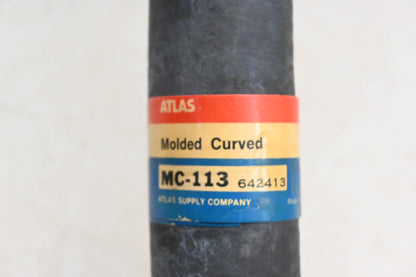 ATLAS
Molded Curved
MC-113 642413
ATLAS SUPPLY COMPANY